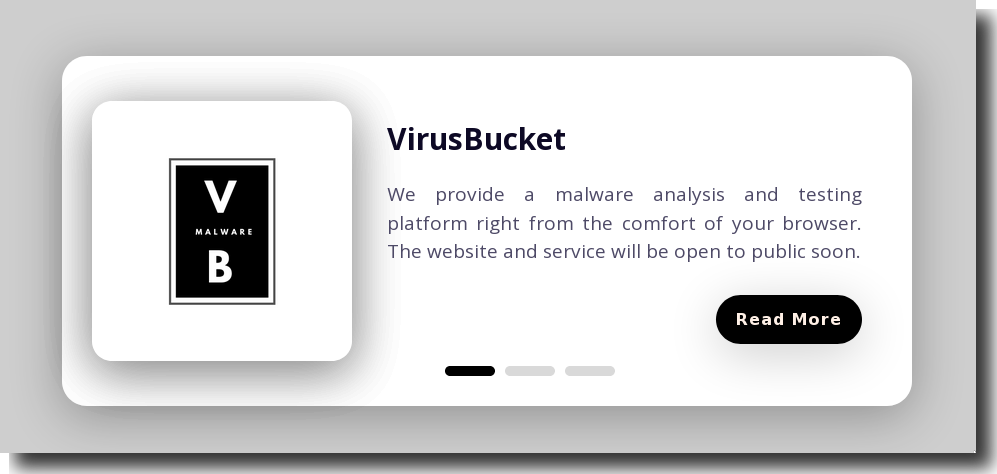 V
MALWARE
B
VirusBucket
We provide a malware analysis and testing
platform right from the comfort of your browser.
The website and service will be open to public soon.
Read More